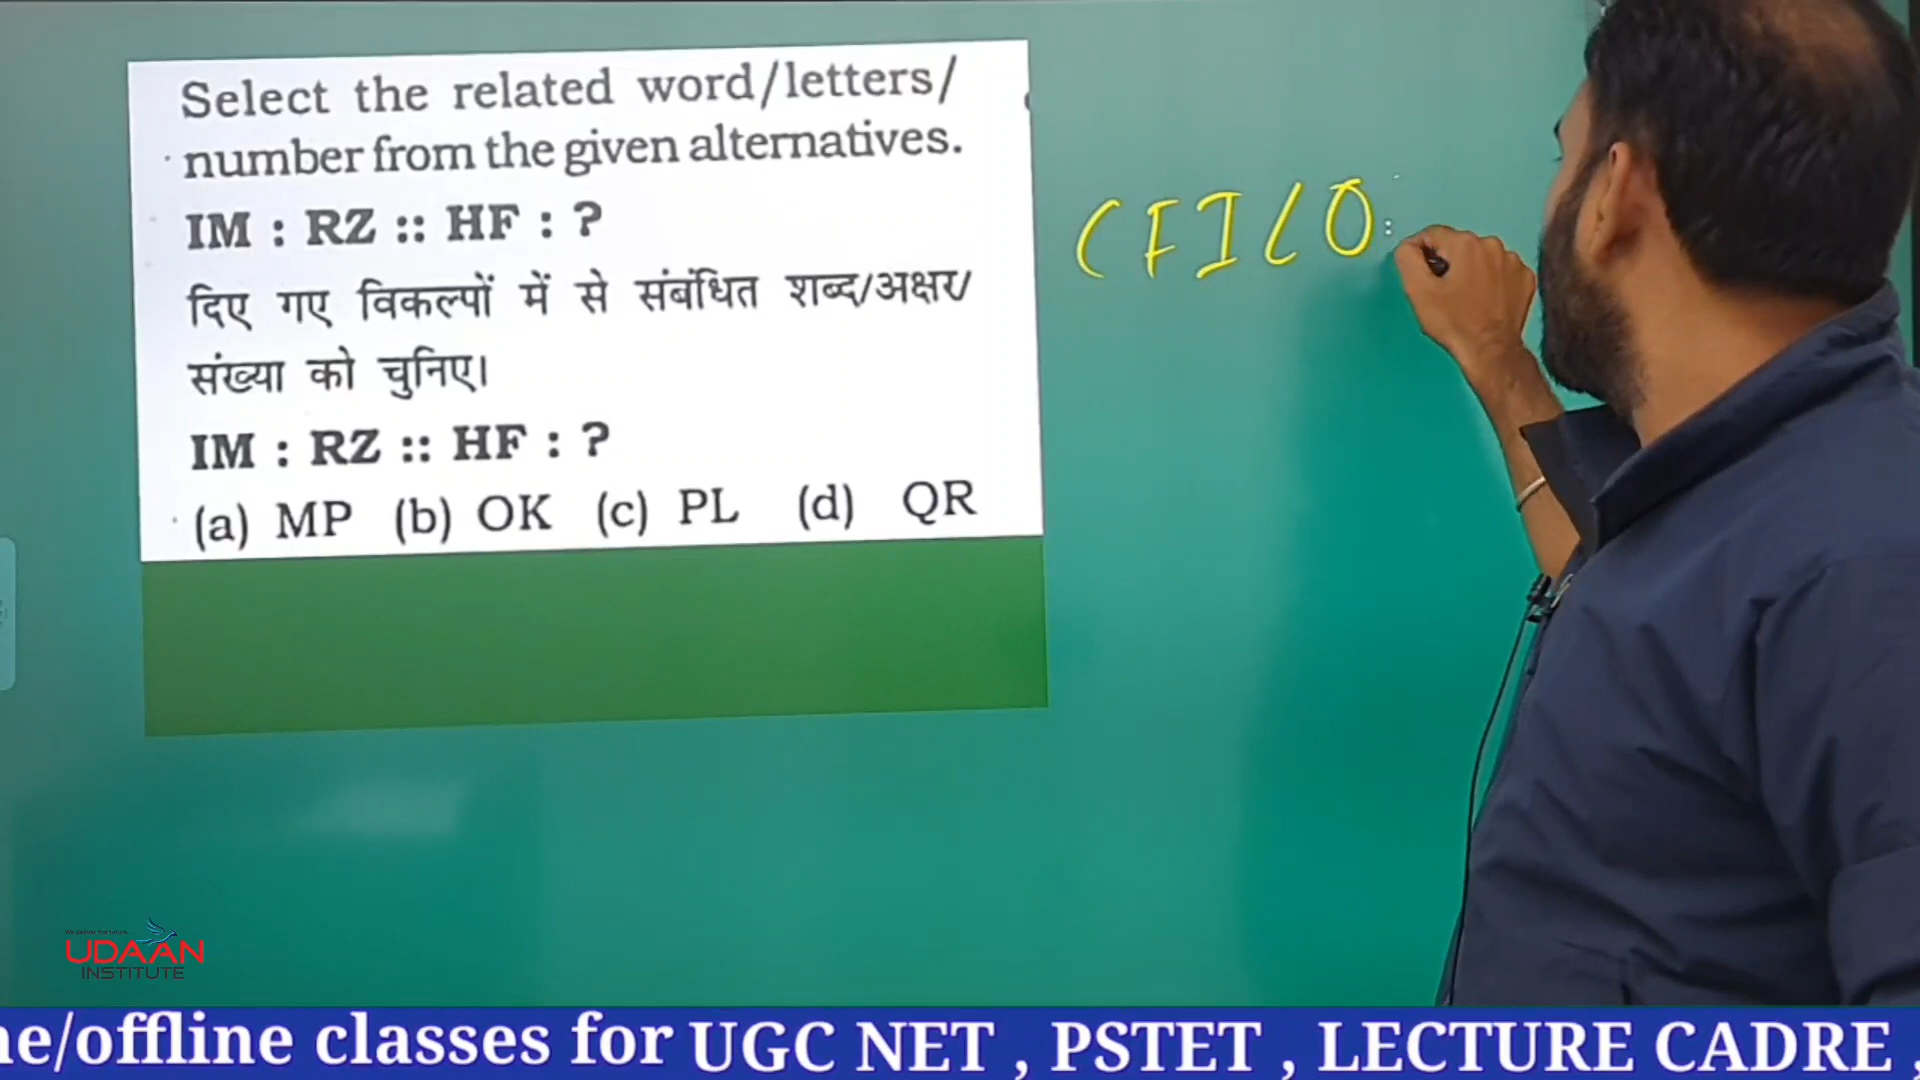 Select the related word/letters/
number from the given alternatives.
IM : RZ :: HF : ?
दिए गए विकल्पों में से संबंधित शब्द/अक्षर/
संख्या को चुनिए।
IM : RZ :: HF : ?
(a) MP (b) OK (c) PL (d) QR
C F I L O
UDAAN
INSTITUTE
ne/offline classes for UGC NET , PSTET , LECTURE CADRE ,